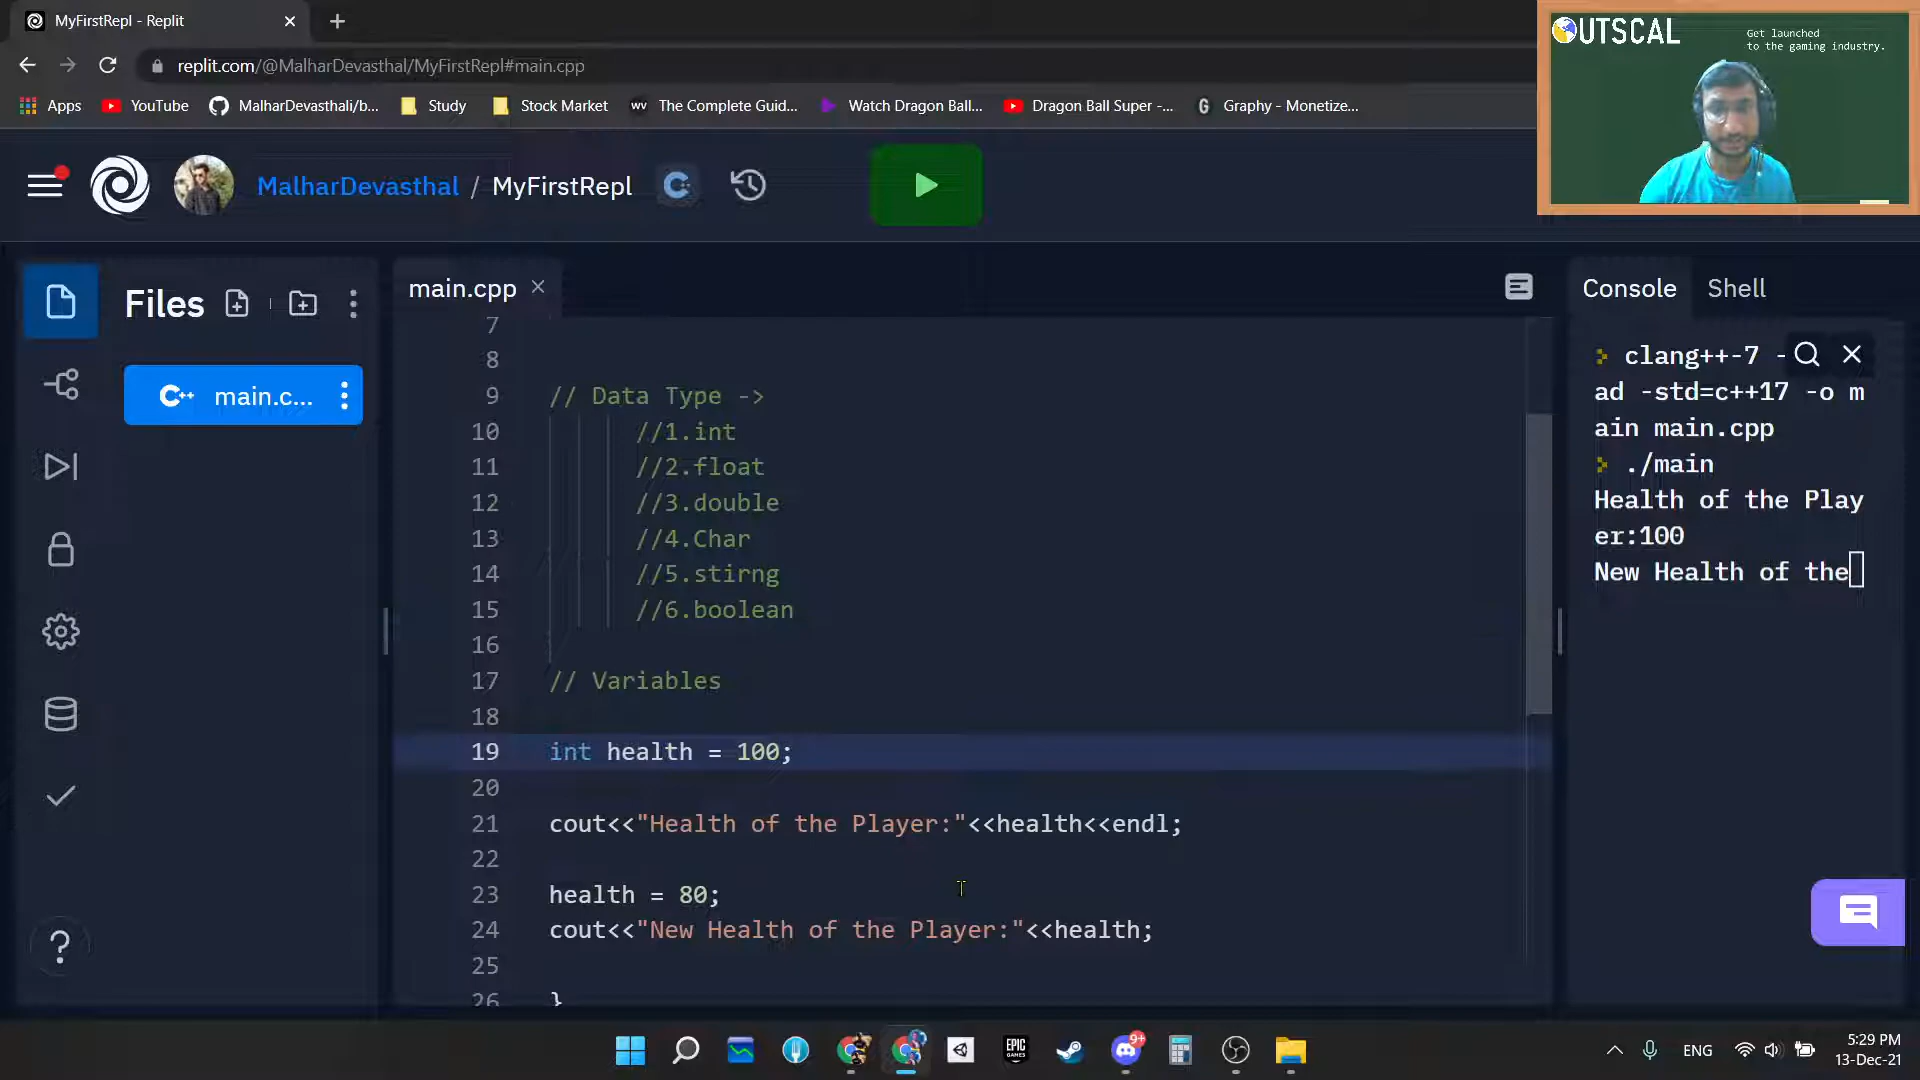 MyFirstRepl - Replit
replit.com/@MalharDevasthal/MyFirstRepl#main.cpp
Apps YouTube MalharDevasthali/b... Study Stock Market The Complete Guid... Watch Dragon Ball... Dragon Ball Super -... Graphy - Monetize...
UTSCAL
Get launched
to the gaming industry.
MalharDevasthal / MyFirstRepl
Files
main.c...
main.cpp
7
8
9 // Data Type ->
10 //1.int
11 //2.float
12 //3.double
13 //4.Char
14 //5.stirng
15 //6.boolean
16
17 // Variables
18
19 int health = 100;
20
21 cout<<"Health of the Player:"<<health<<endl;
22
23 health = 80;
24 cout<<"New Health of the Player:"<<health;
25
26 }
Console Shell
clang++-7 -
ad -std=c++17 -o m
ain main.cpp
./main
Health of the Play
er:100
New Health of the
EPIC GAMES
9+
ENG
5:29 PM
13-Dec-21